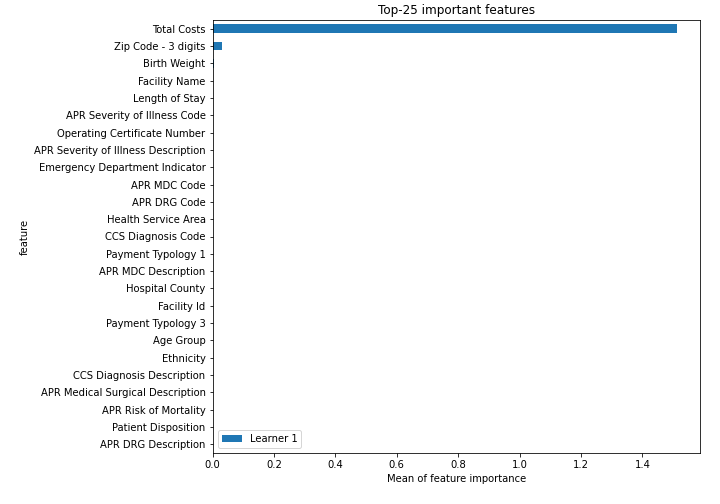 Top-25 important features
Total Costs
Zip Code - 3 digits
Birth Weight
Facility Name
Length of Stay
APR Severity of Illness Code
Operating Certificate Number
APR Severity of Illness Description
Emergency Department Indicator
APR MDC Code
APR DRG Code
Health Service Area
CCS Diagnosis Code
Payment Typology 1
APR MDC Description
Hospital County
Facility Id
Payment Typology 3
Age Group
Ethnicity
CCS Diagnosis Description
APR Medical Surgical Description
APR Risk of Mortality
Patient Disposition
APR DRG Description
feature
Learner 1
0.0 0.2 0.4 0.6 0.8 1.0 1.2 1.4
Mean of feature importance